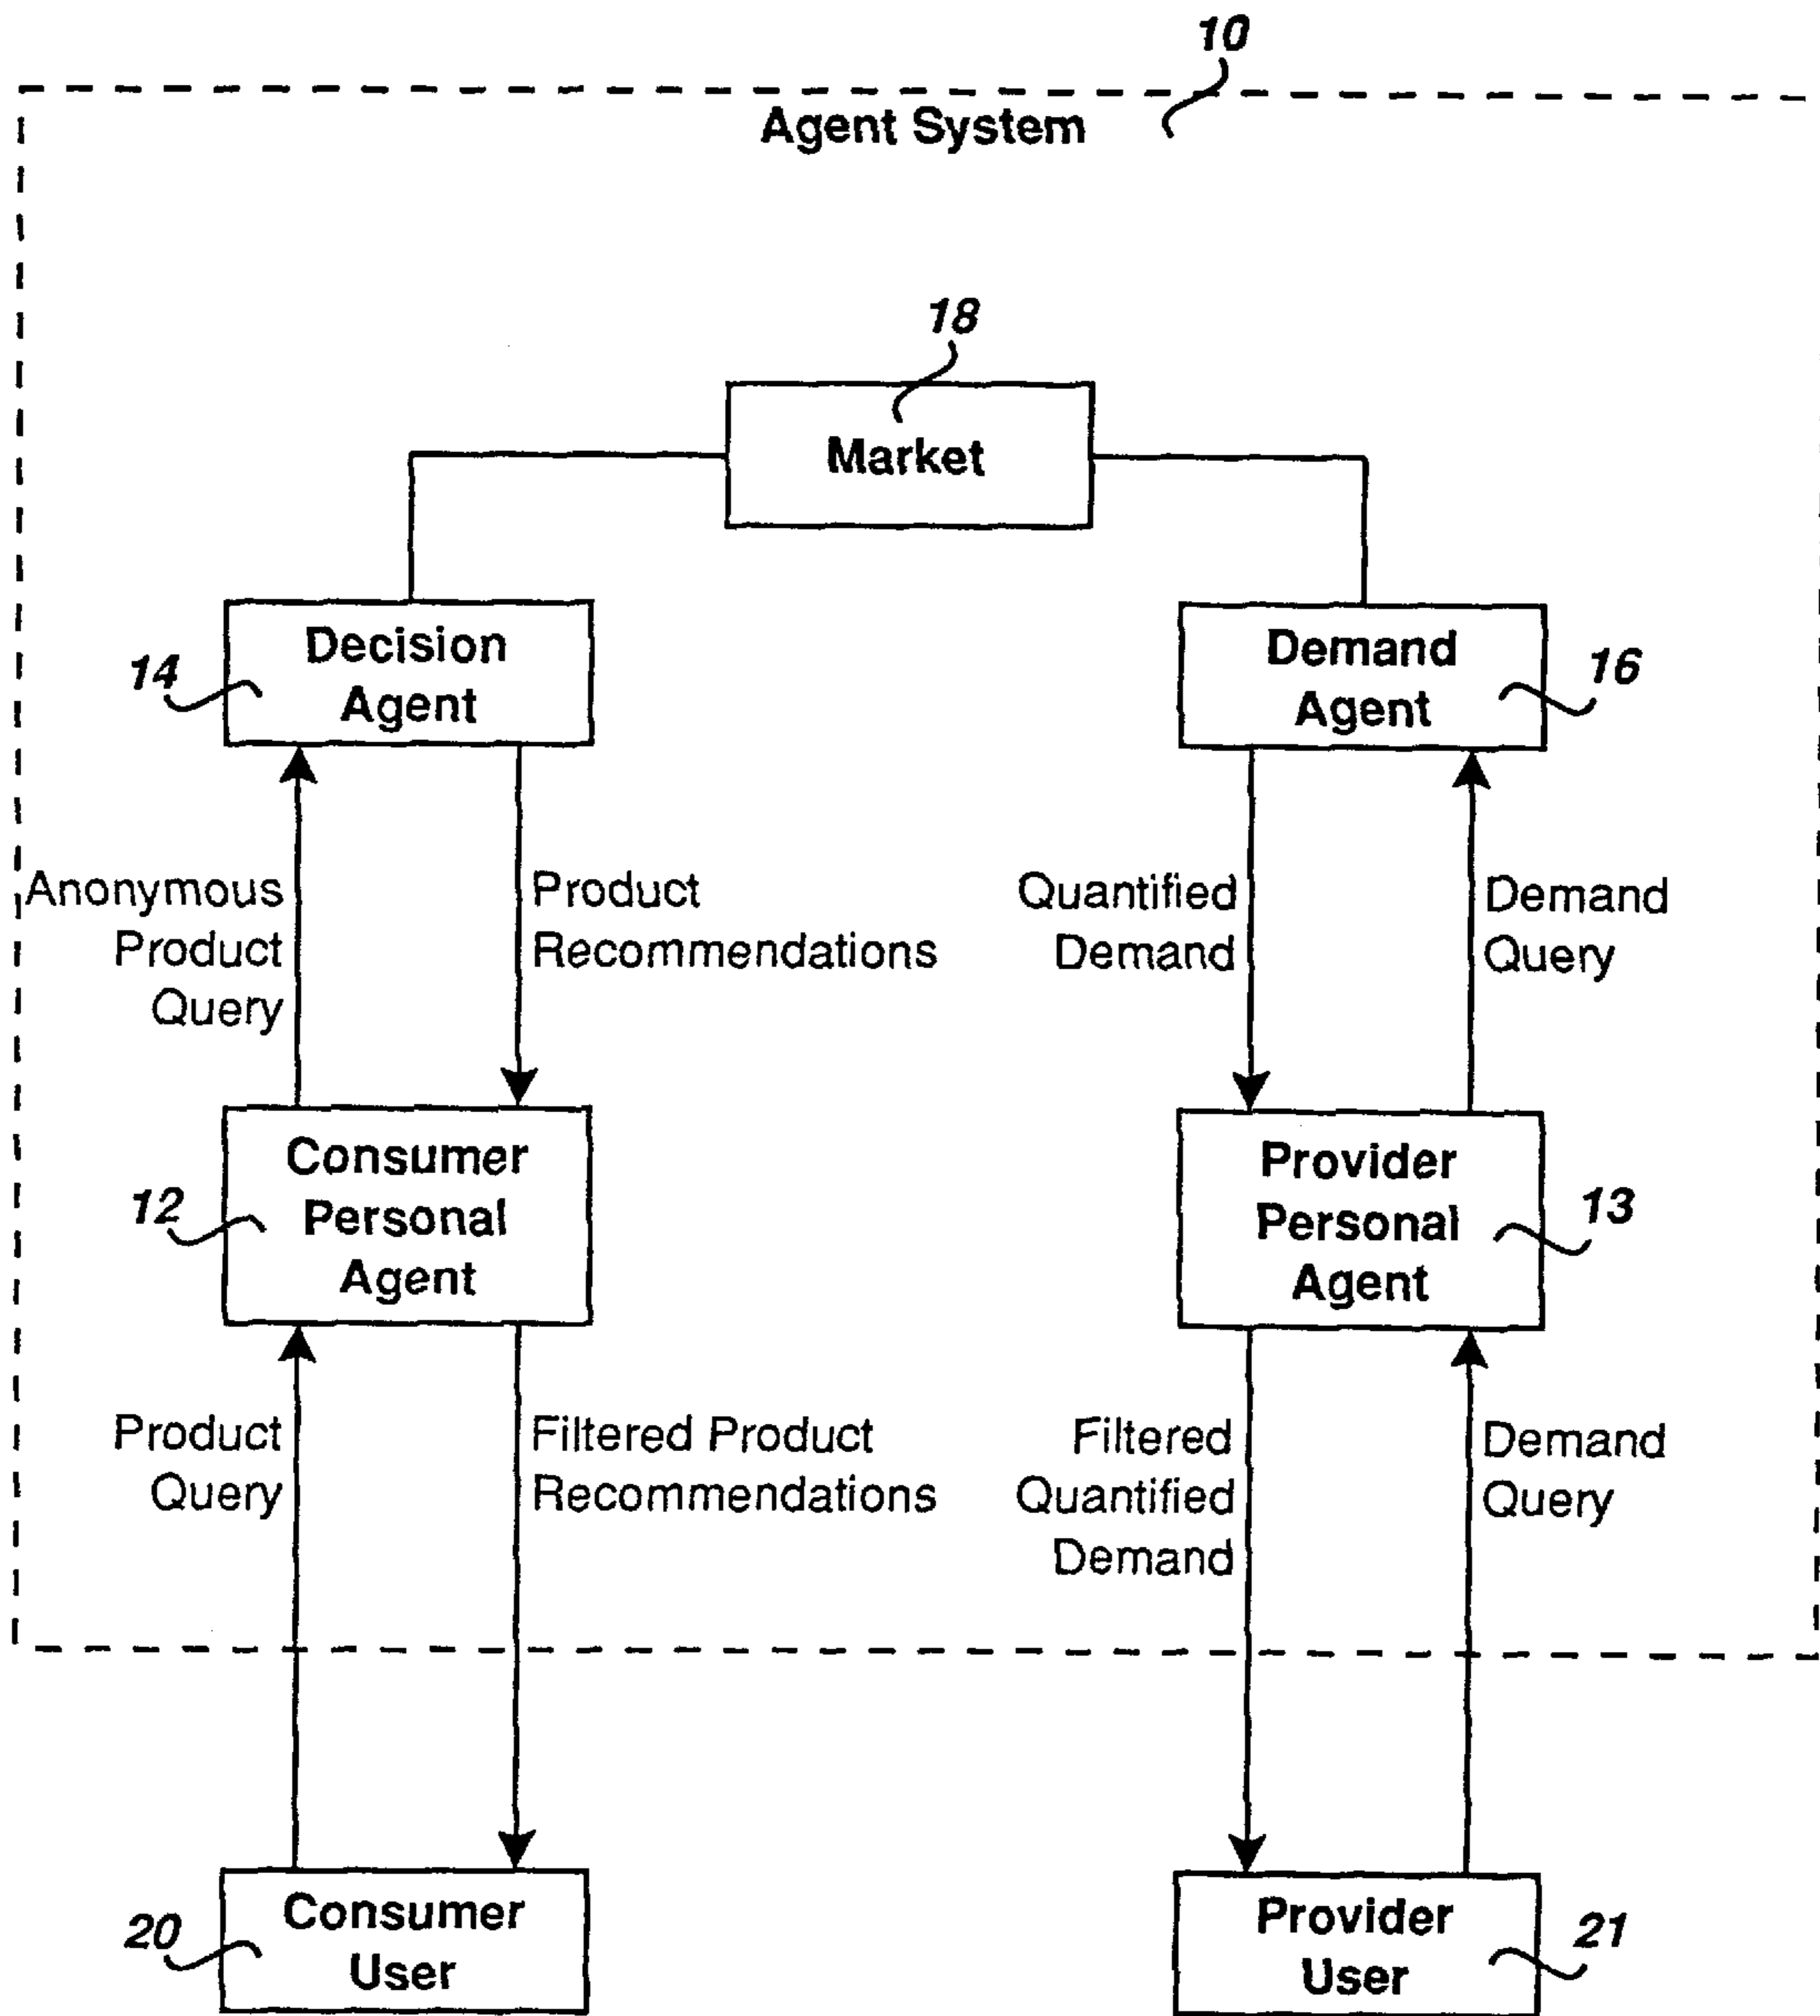 10
Agent System
18
Market
Decision
Agent
14
Demand
Agent
16
Anonymous
Product
Query
Product
Recommendations
Quantified
Demand
Demand
Query
Consumer
Personal
Agent
12
Provider
Personal
Agent
13
Product
Query
Filtered Product
Recommendations
Filtered
Quantified
Demand
Demand
Query
Consumer
User
20
Provider
User
21